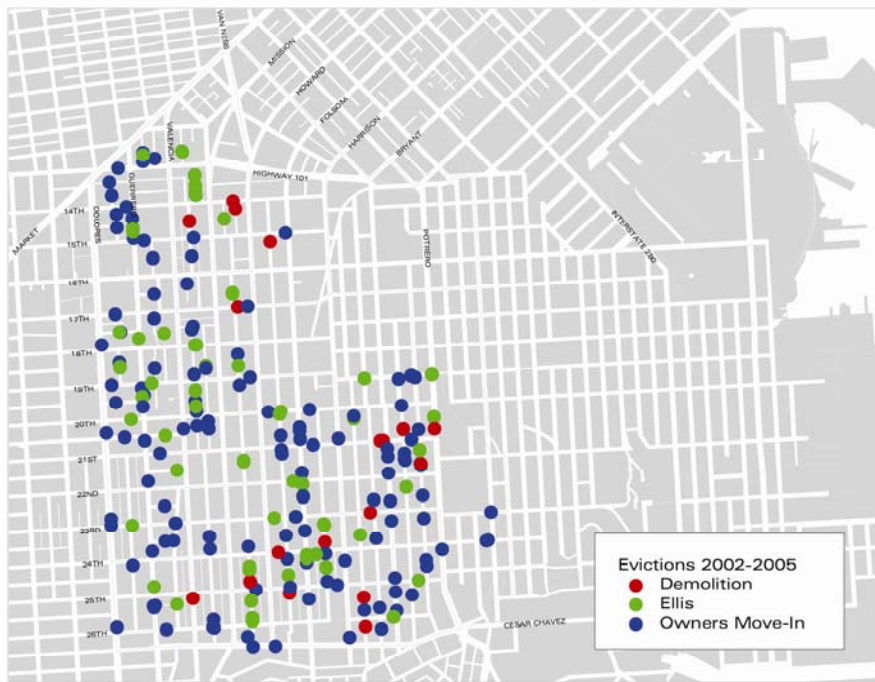 VAN NESS
MISSION
HOWARD
FOLSOM
HARRISON
BRYANT
VALENCIA
HIGHWAY 101
GUERRERO
DOLORES
MARKET
14TH
15TH
16TH
17TH
18TH
19TH
20TH
21ST
22ND
23RD
24TH
25TH
26TH
POTRERO
INTERSTATE 280
CESAR CHAVEZ
Evictions 2002-2005
Demolition
Ellis
Owners Move-In